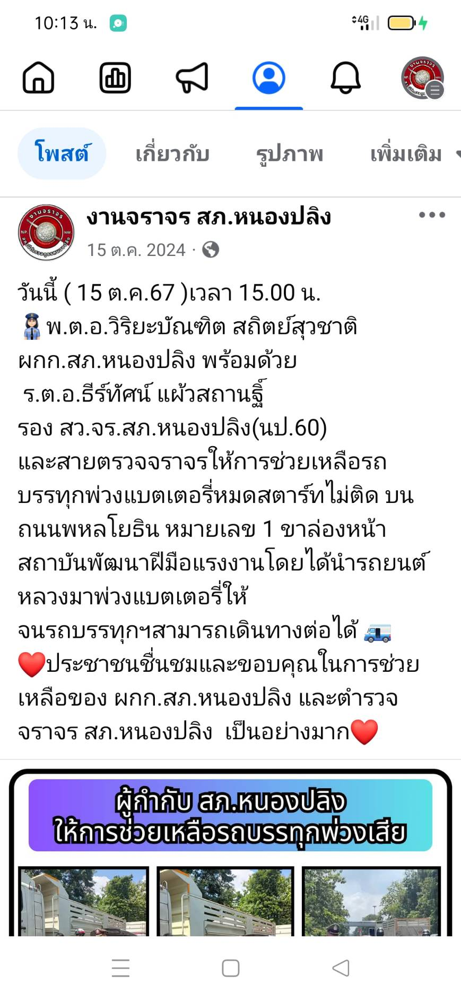 10:13 น.
4G
โพสต์ เกี่ยวกับ รูปภาพ เพิ่มเติม
งานจราจร สภ.หนองปลิง
15 ต.ค. 2024 ·
วันนี้ ( 15 ต.ค.67 )เวลา 15.00 น.
พ.ต.อ.วิริยะบัณฑิต สถิตย์สุวชาติ
ผกก.สภ.หนองปลิง พร้อมด้วย
ร.ต.อ.ธีร์ทัศน์ แผ้วสถานฐิ์
รอง สว.จร.สภ.หนองปลิง(นป.60)
และสายตรวจจราจรให้การช่วยเหลือรถ
บรรทุกพ่วงแบตเตอรี่หมดสตาร์ทไม่ติด บน
ถนนพหลโยธิน หมายเลข 1 ขาล่องหน้า
สถาบันพัฒนาฝีมือแรงงานโดยได้นำรถยนต์
หลวงมาพ่วงแบตเตอรี่ให้
จนรถบรรทุกฯสามารถเดินทางต่อได้ 🚐
❤️ประชาชนชื่นชมและขอบคุณในการช่วย
เหลือของ ผกก.สภ.หนองปลิง และตำรวจ
จราจร สภ.หนองปลิง เป็นอย่างมาก❤️
ผู้กำกับ สภ.หนองปลิง
ให้การช่วยเหลือรถบรรทุกพ่วงเสีย